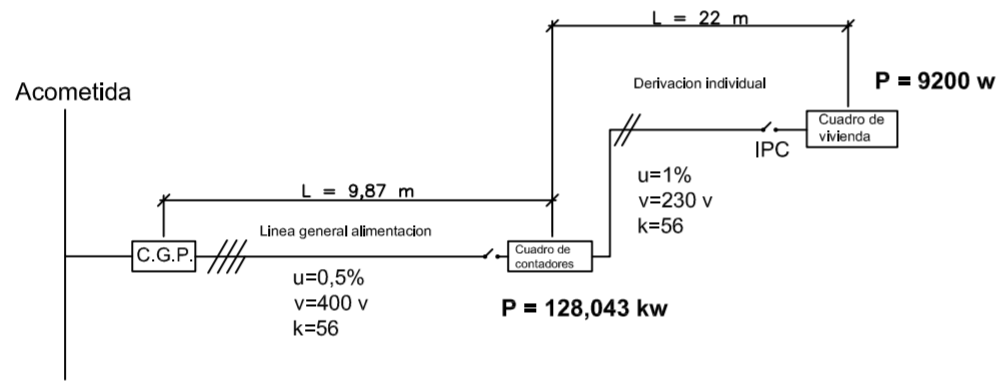 L = 22 m
Derivacion individual
P = 9200 w
Acometida
Cuadro de
vivienda
IPC
u=1%
v=230 v
k=56
L = 9,87 m
Linea general alimentacion
C.G.P.
Cuadro de
contadores
u=0,5%
v=400 v
k=56
P = 128,043 kw